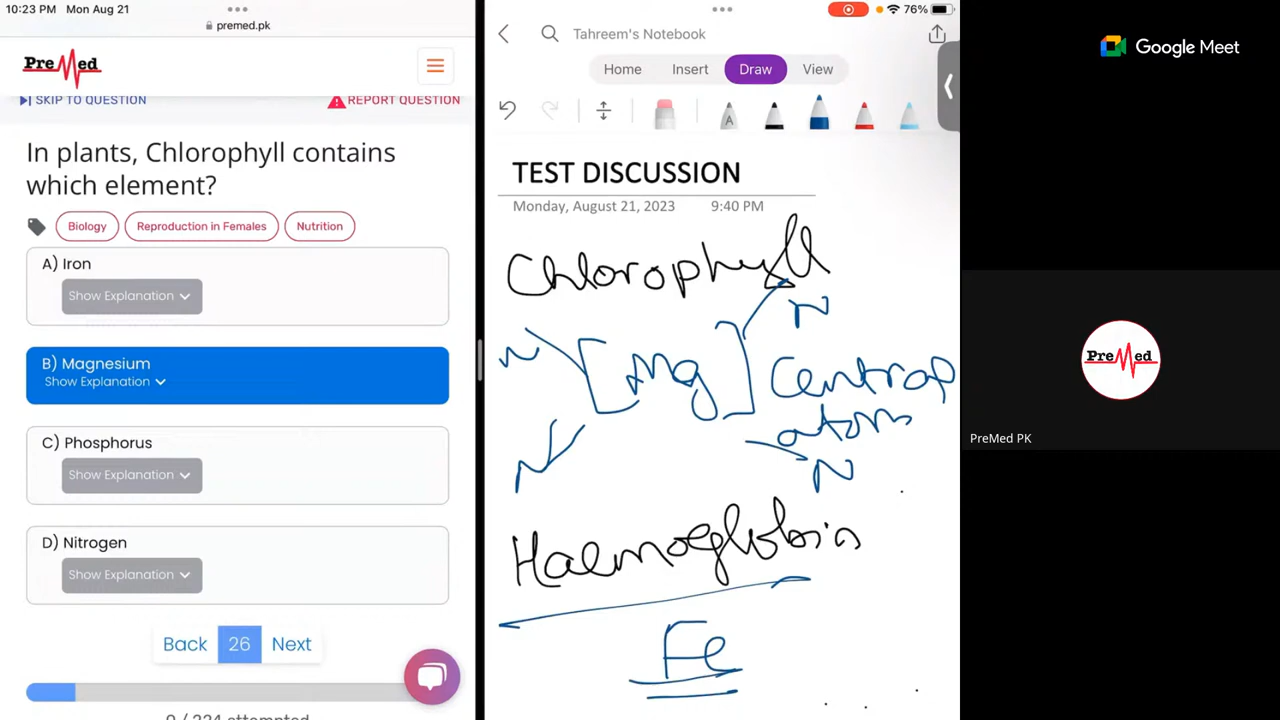 10:23 PM Mon Aug 21
premed.pk
PreMed
SKIP TO QUESTION
REPORT QUESTION
In plants, Chlorophyll contains
which element?
Biology
Reproduction in Females
Nutrition
A) Iron
Show Explanation
B) Magnesium
Show Explanation
C) Phosphorus
Show Explanation
D) Nitrogen
Show Explanation
Back 26 Next
9 / 224 attempted
76%
Tahreem's Notebook
Home Insert Draw View
A
TEST DISCUSSION
Monday, August 21, 2023 9:40 PM
Chlorophyll
N
N [Mg] Central
atom
N N
Haemoglobin
Fe
Google Meet
PreMed
PreMed PK